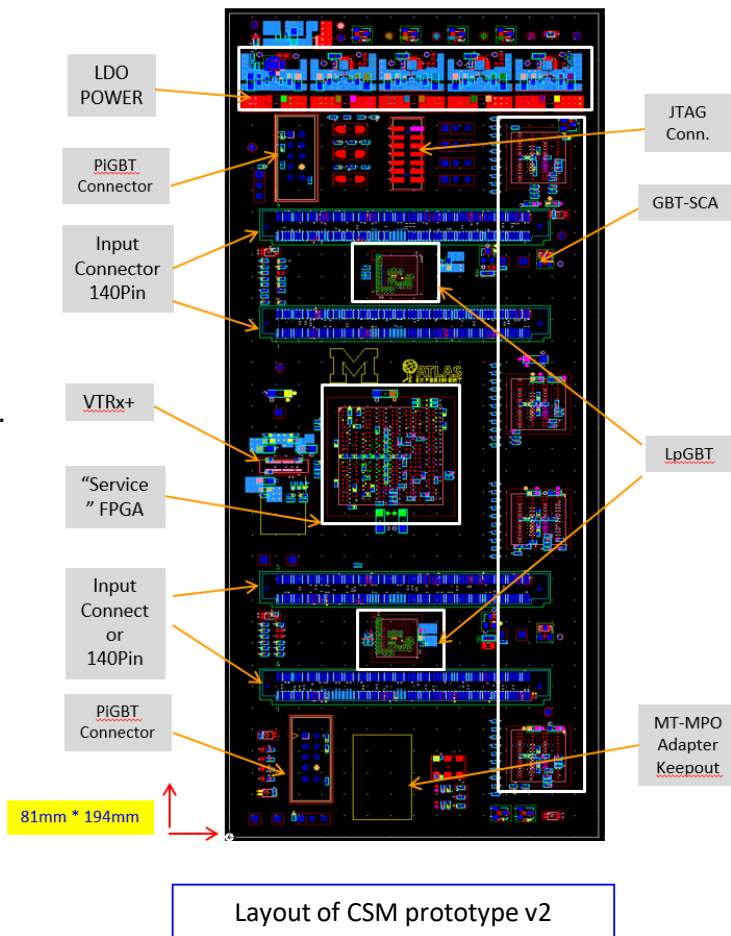 LDO
POWER
JTAG
Conn.
PiGBT
Connector
GBT-SCA
Input
Connector
140Pin
M
ATLAS
EXPERIMENT
VTRx+
.
LpGBT
“Service
” FPGA
Input
Connect
or
140Pin
PiGBT
Connector
MT-MPO
Adapter
Keepout
81mm * 194mm
Layout of CSM prototype v2